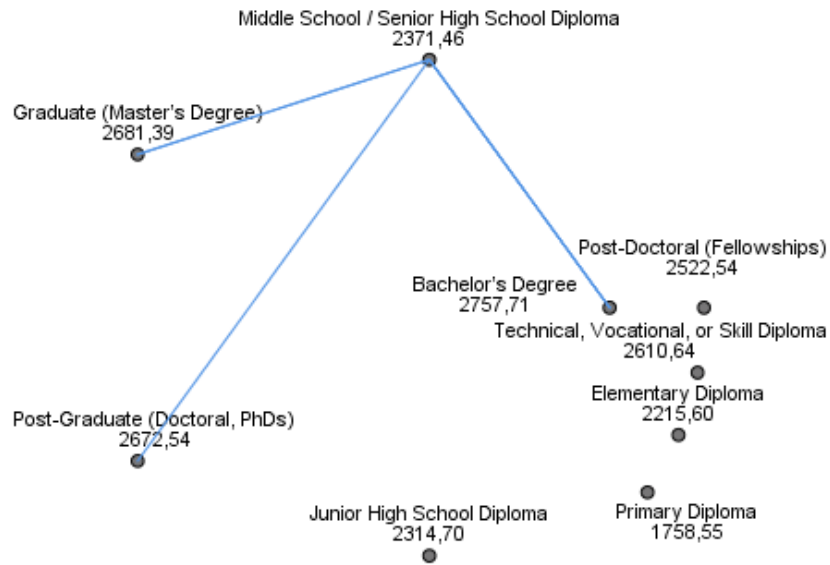 Middle School / Senior High School Diploma
2371,46
Graduate (Master's Degree)
2681,39
Post-Doctoral (Fellowships)
2522,54
Bachelor's Degree
2757,71
Technical, Vocational, or Skill Diploma
2610,64
Elementary Diploma
2215,60
Post-Graduate (Doctoral, PhDs)
2672,54
Junior High School Diploma
2314,70
Primary Diploma
1758,55